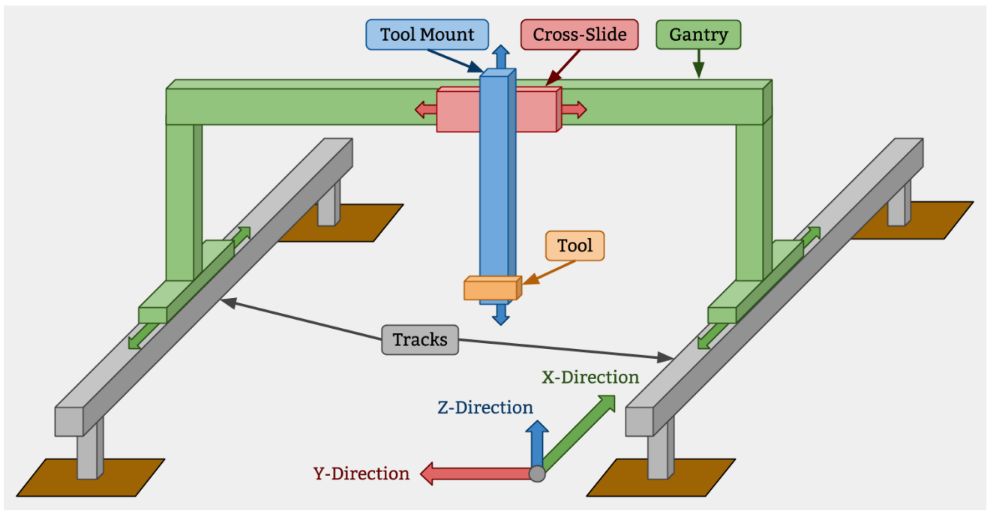 Tool Mount
Cross-Slide
Gantry
Tool
Tracks
X-Direction
Z-Direction
Y-Direction